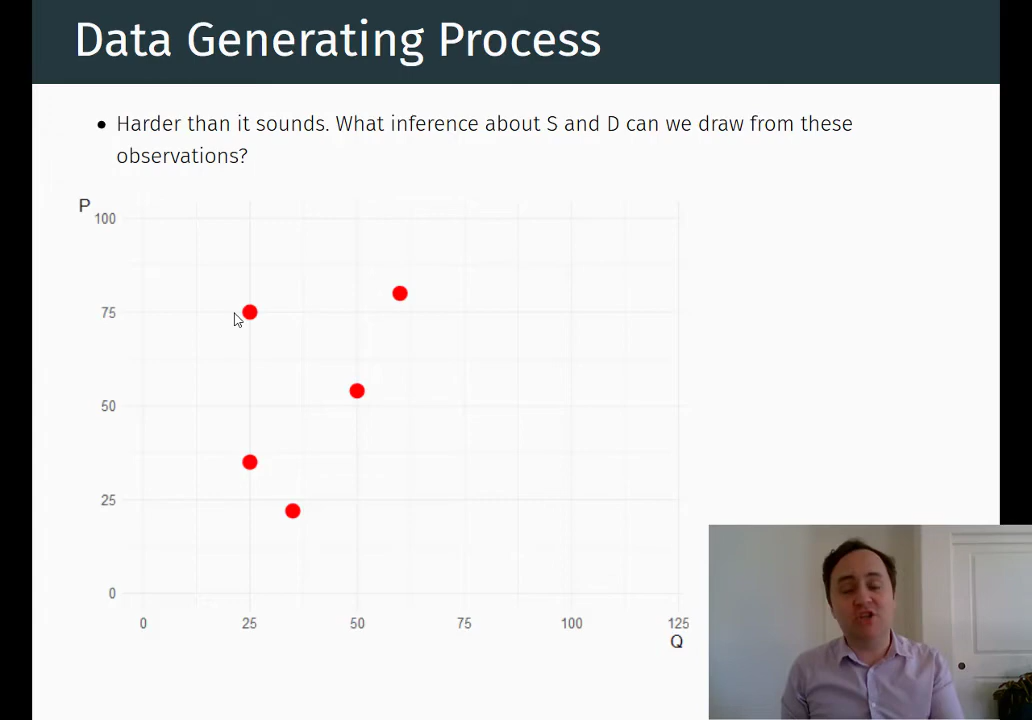 Data Generating Process
• Harder than it sounds. What inference about S and D can we draw from these
observations?
P
100
75
50
25
0
0 25 50 75 100 125
Q